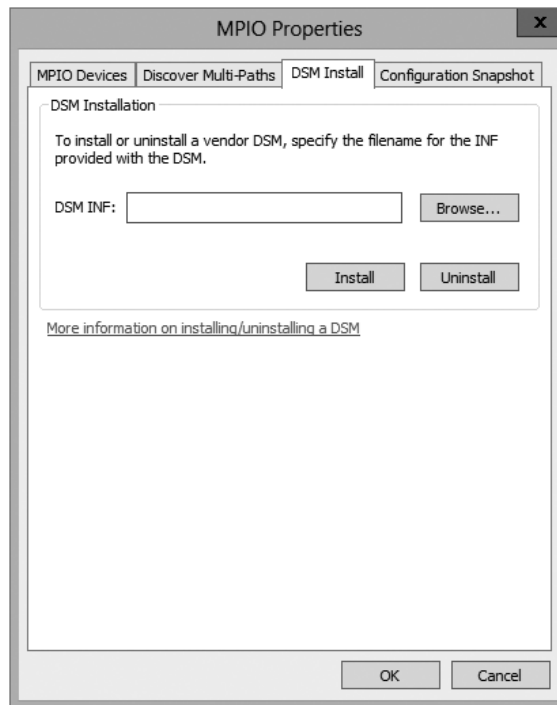 MPIO Properties
x
MPIO Devices Discover Multi-Paths DSM Install Configuration Snapshot
DSM Installation
To install or uninstall a vendor DSM, specify the filename for the INF
provided with the DSM.
DSM INF: Browse...
Install Uninstall
More information on installing/uninstalling a DSM
OK Cancel